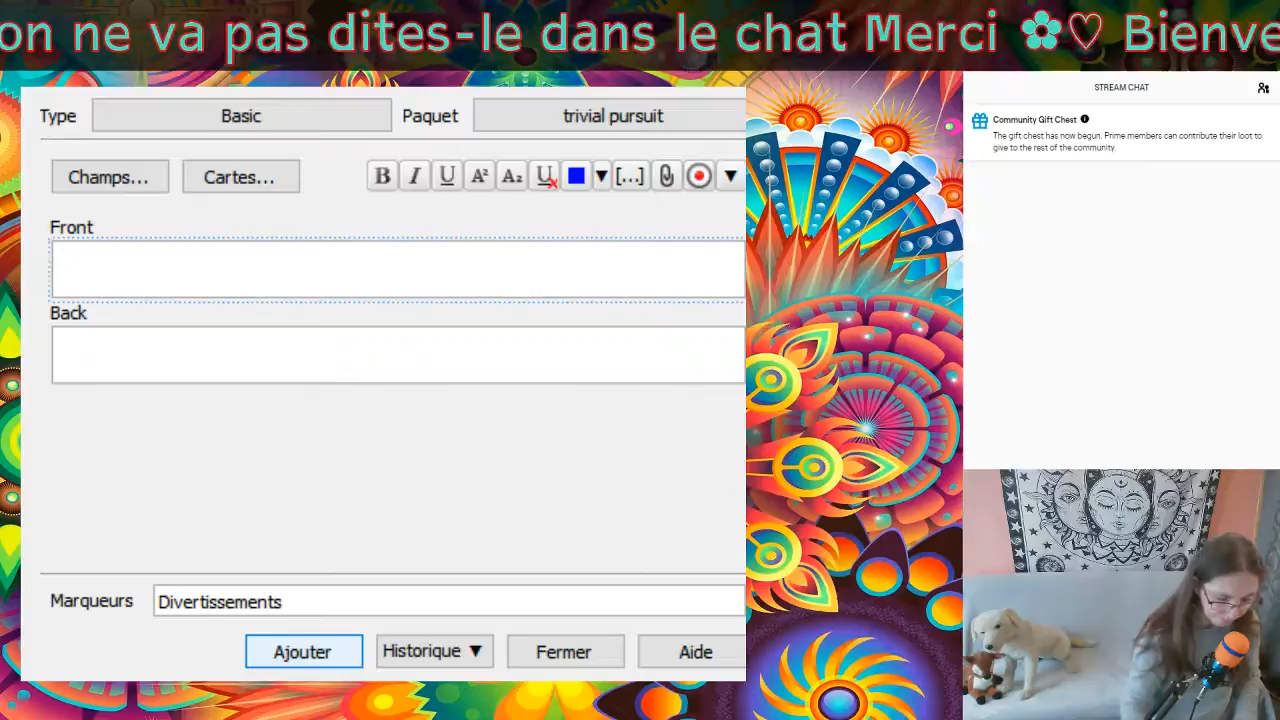 on ne va pas dites-le dans le chat Merci ✿♡ Bienve
Type Basic Paquet trivial pursuit
Champs... Cartes... B I U A² A₂ U [...]
Front
Back
Marqueurs Divertissements
Ajouter Historique ▼ Fermer Aide
STREAM CHAT
Community Gift Chest
The gift chest has now begun. Prime members can contribute their loot to
give to the rest of the community.